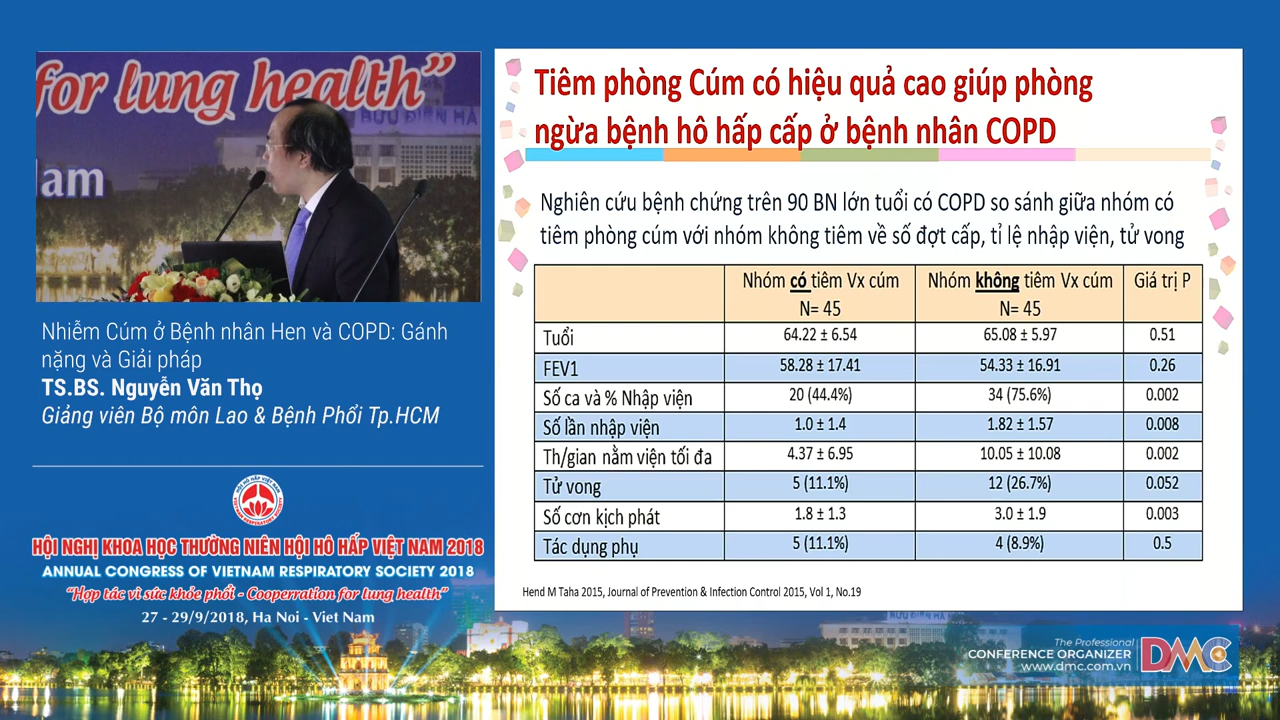 for lung health”
HỮU ĐIỆN HÀ
am
Nhiễm Cúm ở Bệnh nhân Hen và COPD: Gánh
nặng và Giải pháp
TS.BS. Nguyễn Văn Thọ
Giảng viên Bộ môn Lao & Bệnh Phổi Tp.HCM
HỘI HÔ HẤP VIỆT NAM
VIETNAM RESPIRATORY SOCIETY
HỘI NGHỊ KHOA HỌC THƯỜNG NIÊN HỘI HÔ HẤP VIỆT NAM 2018
ANNUAL CONGRESS OF VIETNAM RESPIRATORY SOCIETY 2018
“Hợp tác vì sức khỏe phổi - Cooperration for lung health”
27 - 29/9/2018, Ha Noi - Viet Nam
Tiêm phòng Cúm có hiệu quả cao giúp phòng
ngừa bệnh hô hấp cấp ở bệnh nhân COPD
Nghiên cứu bệnh chứng trên 90 BN lớn tuổi có COPD so sánh giữa nhóm có
tiêm phòng cúm với nhóm không tiêm về số đợt cấp, tỉ lệ nhập viện, tử vong
Nhóm có tiêm Vx cúm N= 45 Nhóm không tiêm Vx cúm N= 45 Giá trị P
Tuổi 64.22 ± 6.54 65.08 ± 5.97 0.51
FEV1 58.28 ± 17.41 54.33 ± 16.91 0.26
Số ca và % Nhập viện 20 (44.4%) 34 (75.6%) 0.002
Số lần nhập viện 1.0 ± 1.4 1.82 ± 1.57 0.008
Th/gian nằm viện tối đa 4.37 ± 6.95 10.05 ± 10.08 0.002
Tử vong 5 (11.1%) 12 (26.7%) 0.052
Số cơn kịch phát 1.8 ± 1.3 3.0 ± 1.9 0.003
Tác dụng phụ 5 (11.1%) 4 (8.9%) 0.5
Hend M Taha 2015, Journal of Prevention & Infection Control 2015, Vol 1, No.19
The Professional
CONFERENCE ORGANIZER
www.dmc.com.vn
DMC